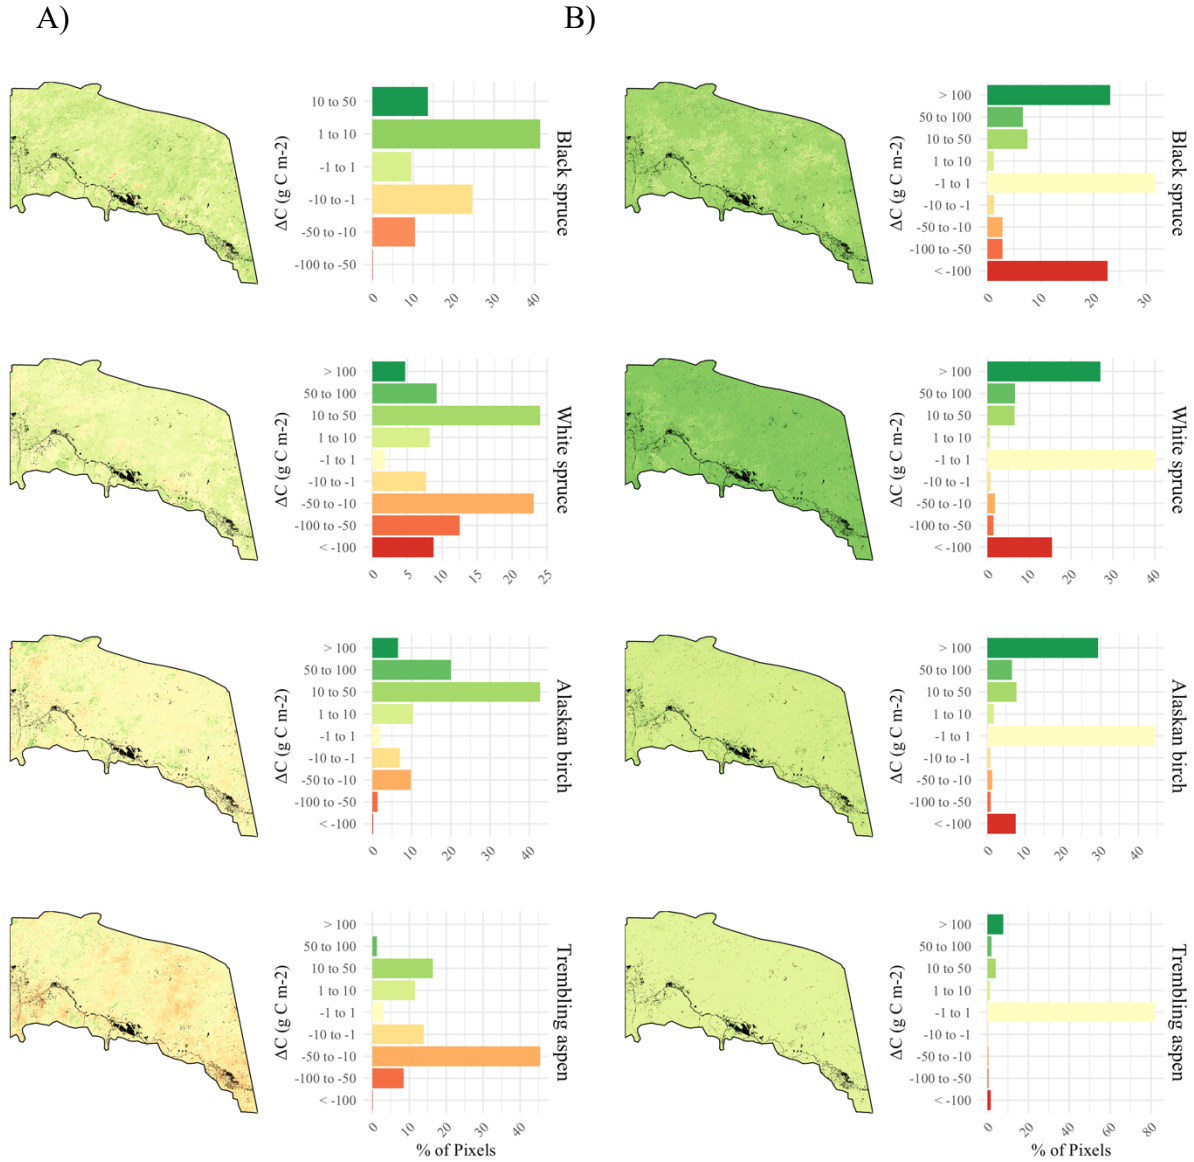 A)
B)
10 to 50
1 to 10
-1 to 1
-10 to -1
-50 to -10
-100 to -50
ΔC (g C m-2)
0 10 20 30 40
Black spruce
> 100
50 to 100
10 to 50
1 to 10
-1 to 1
-10 to -1
-50 to -10
-100 to -50
< -100
ΔC (g C m-2)
0 10 20 30
Black spruce
> 100
50 to 100
10 to 50
1 to 10
-1 to 1
-10 to -1
-50 to -10
-100 to -50
< -100
ΔC (g C m-2)
0 5 10 15 20 25
White spruce
> 100
50 to 100
10 to 50
1 to 10
-1 to 1
-10 to -1
-50 to -10
-100 to -50
< -100
ΔC (g C m-2)
0 10 20 30 40
White spruce
> 100
50 to 100
10 to 50
1 to 10
-1 to 1
-10 to -1
-50 to -10
-100 to -50
< -100
ΔC (g C m-2)
0 10 20 30 40
Alaskan birch
> 100
50 to 100
10 to 50
1 to 10
-1 to 1
-10 to -1
-50 to -10
-100 to -50
< -100
ΔC (g C m-2)
0 10 20 30 40
Alaskan birch
> 100
50 to 100
10 to 50
1 to 10
-1 to 1
-10 to -1
-50 to -10
-100 to -50
< -100
ΔC (g C m-2)
0 10 20 30 40
% of Pixels
Trembling aspen
> 100
50 to 100
10 to 50
1 to 10
-1 to 1
-10 to -1
-50 to -10
-100 to -50
< -100
ΔC (g C m-2)
0 20 40 60 80
% of Pixels
Trembling aspen